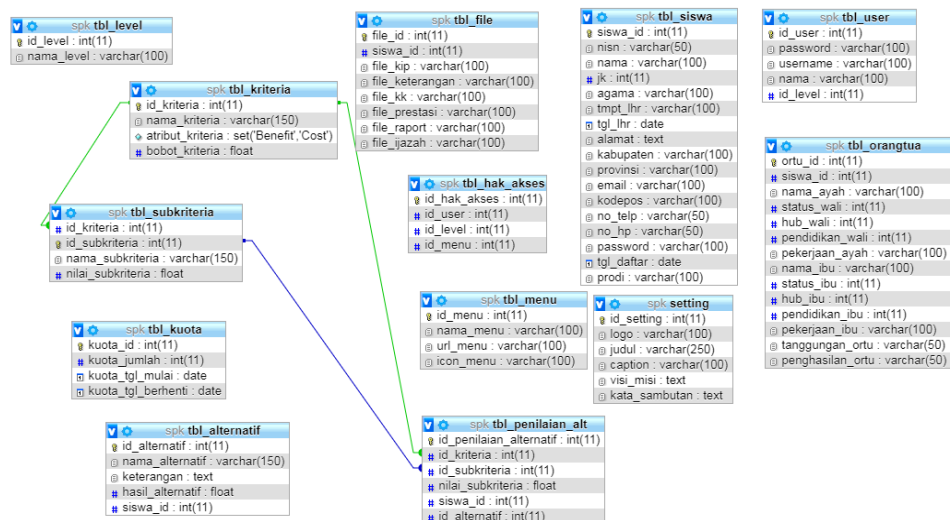 spk tbl_level
id_level : int(11)
nama_level : varchar(100)
spk tbl_kriteria
id_kriteria : int(11)
nama_kriteria : varchar(150)
atribut_kriteria : set('Benefit','Cost')
bobot_kriteria : float
spk tbl_subkriteria
id_kriteria : int(11)
id_subkriteria : int(11)
nama_subkriteria : varchar(150)
nilai_subkriteria : float
spk tbl_kuota
kuota_id : int(11)
kuota_jumlah : int(11)
kuota_tgl_mulai : date
kuota_tgl_berhenti : date
spk tbl_alternatif
id_alternatif : int(11)
nama_alternatif : varchar(150)
keterangan : text
hasil_alternatif : float
siswa_id : int(11)
spk tbl_file
file_id : int(11)
siswa_id : int(11)
file_kip : varchar(100)
file_keterangan : varchar(100)
file_kk : varchar(100)
file_prestasi : varchar(100)
file_raport : varchar(100)
file_ijazah : varchar(100)
spk tbl_hak_akses
id_hak_akses : int(11)
id_user : int(11)
id_level : int(11)
id_menu : int(11)
spk tbl_menu
id_menu : int(11)
nama_menu : varchar(100)
url_menu : varchar(100)
icon_menu : varchar(100)
spk tbl_penilaian_alt
id_penilaian_alternatif : int(11)
id_kriteria : int(11)
id_subkriteria : int(11)
nilai_subkriteria : float
siswa_id : int(11)
id_alternatif : int(11)
spk tbl_siswa
siswa_id : int(11)
nisn : varchar(50)
nama : varchar(100)
jk : int(11)
agama : varchar(100)
tmpt_lhr : varchar(100)
tgl_lhr : date
alamat : text
kabupaten : varchar(100)
provinsi : varchar(100)
email : varchar(100)
kodepos : varchar(100)
no_telp : varchar(50)
no_hp : varchar(50)
password : varchar(100)
tgl_daftar : date
prodi : varchar(100)
spk setting
id_setting : int(11)
logo : varchar(100)
judul : varchar(250)
caption : varchar(100)
visi_misi : text
kata_sambutan : text
spk tbl_user
id_user : int(11)
password : varchar(100)
username : varchar(100)
nama : varchar(100)
id_level : int(11)
spk tbl_orangtua
ortu_id : int(11)
siswa_id : int(11)
nama_ayah : varchar(100)
status_wali : int(11)
hub_wali : int(11)
pendidikan_wali : int(11)
pekerjaan_ayah : varchar(100)
nama_ibu : varchar(100)
status_ibu : int(11)
hub_ibu : int(11)
pendidikan_ibu : int(11)
pekerjaan_ibu : varchar(100)
tanggungan_ortu : varchar(50)
penghasilan_ortu : varchar(50)